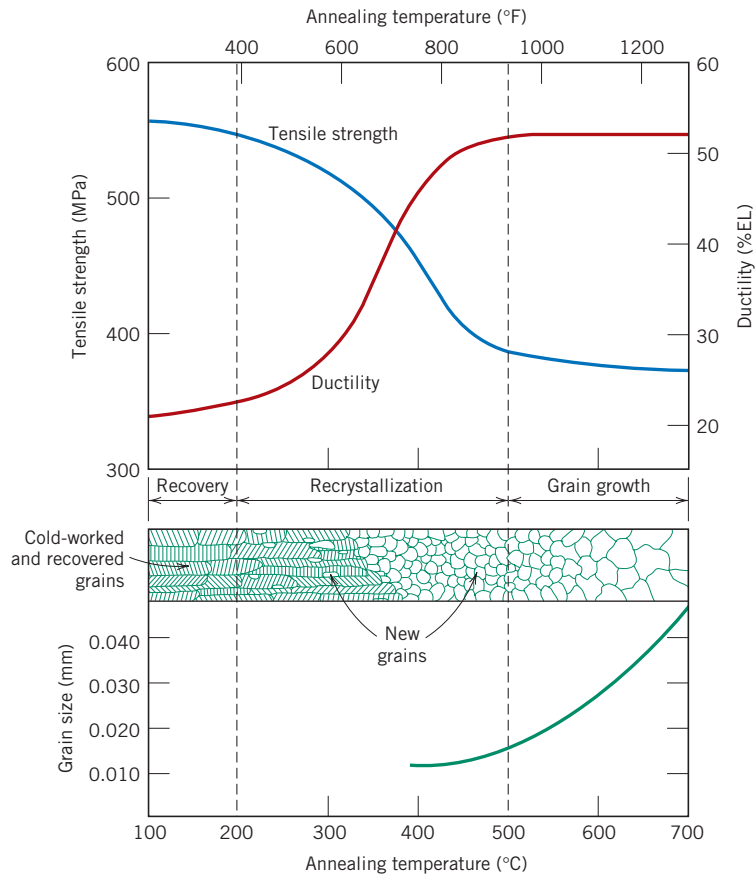 Annealing temperature (°F)
400 600 800 1000 1200
600
500
400
300
Tensile strength (MPa)
60
50
40
30
20
Ductility (%EL)
Tensile strength
Ductility
Recovery Recrystallization Grain growth
Cold-worked
and recovered
grains
New
grains
0.040
0.030
0.020
0.010
Grain size (mm)
100 200 300 400 500 600 700
Annealing temperature (°C)